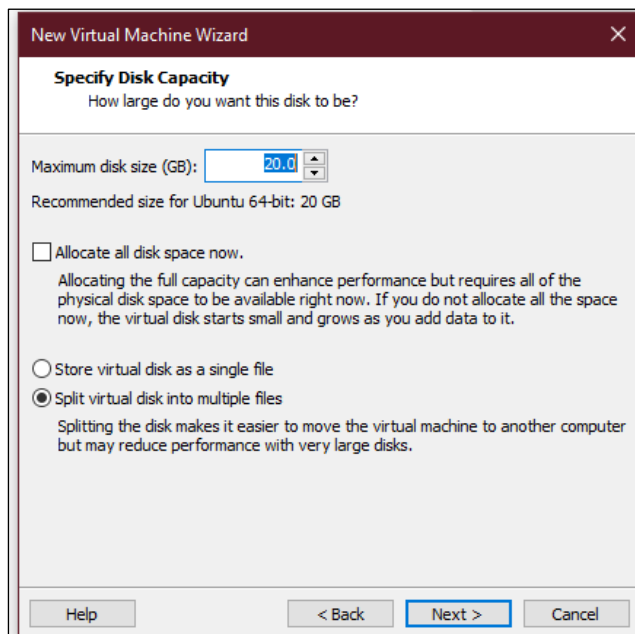 New Virtual Machine Wizard
Specify Disk Capacity
How large do you want this disk to be?
Maximum disk size (GB): 20.0
Recommended size for Ubuntu 64-bit: 20 GB
Allocate all disk space now.
Allocating the full capacity can enhance performance but requires all of the
physical disk space to be available right now. If you do not allocate all the space
now, the virtual disk starts small and grows as you add data to it.
Store virtual disk as a single file
Split virtual disk into multiple files
Splitting the disk makes it easier to move the virtual machine to another computer
but may reduce performance with very large disks.
Help < Back Next > Cancel